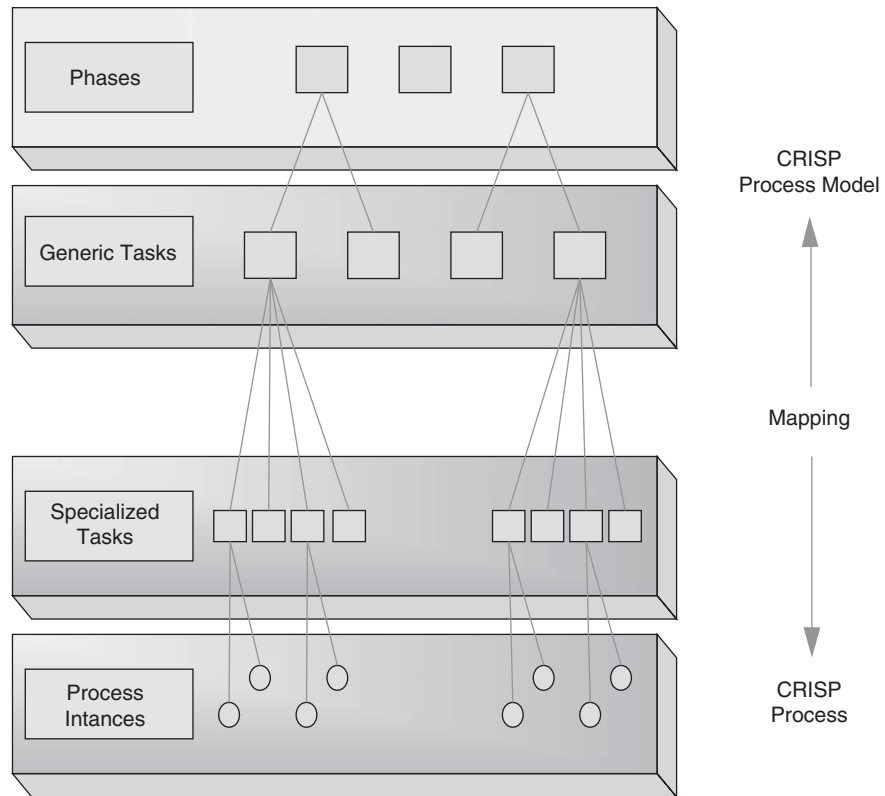 Phases
CRISP
Process Model
Generic Tasks
Mapping
Specialized
Tasks
Process
Intances
CRISP
Process